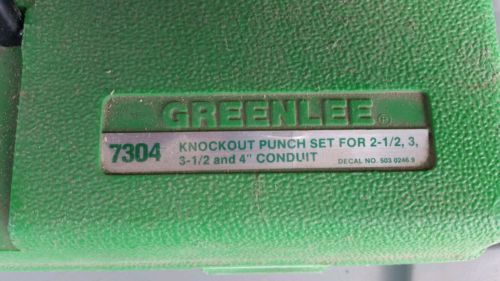 GREENLEE®
7304 KNOCKOUT PUNCH SET FOR 2-1/2, 3,
3-1/2 and 4" CONDUIT DECAL NO. 503 0246.9